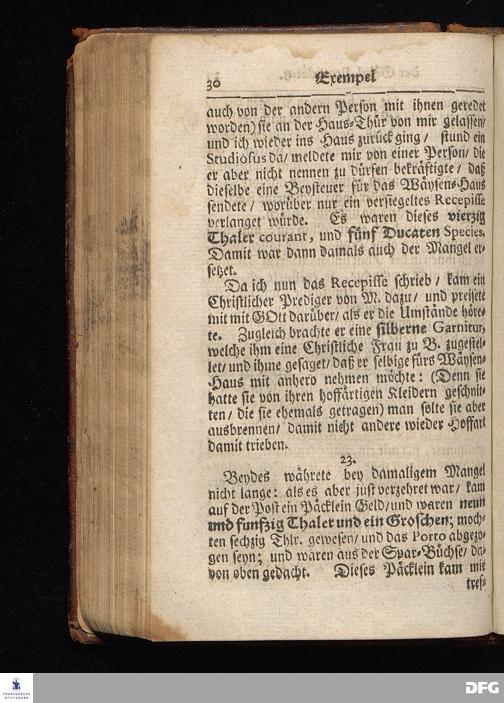 30 Exempel
auch von der andern Person mit ihnen geredet
worden) sie an der Haus-Thür von mir gelassen/
und ich wieder ins Haus zurück ging / stund ein
Studiosus da/ meldete mir von einer Person/ die
er aber nicht nennen zu dürfen bekräftigte / daß
dieselbe eine Beysteuer für das Wäysen-Haus
sendete / worüber nur ein versiegeltes Recepisse
verlanget würde. Es waren dieses vierzig
Thaler courant, und fünf Ducaten Species.
Damit war dann damals auch der Mangel er-
setzet.
Da ich nun das Recepisse schrieb / kam ein
Christlicher Prediger von M. dazu/ und preisete
mit mit GOtt darüber/ als er die Umstände höre-
te. Zugleich brachte er eine silberne Garnitur,
welche ihm eine Christliche Frau zu B. zugestel-
let/ und ihme gesaget/ daß er selbige fürs Wäysen-
Haus mit anhero nehmen möchte: (Denn sie
hatte sie von ihren hoffärtigen Kleidern geschnit-
ten / die sie ehemals getragen) man solte sie aber
ausbrennen/ damit nicht andere wieder Hoffart
damit trieben.
23.
Beydes währete bey damaligem Mangel
nicht lange: als es aber just verzehret war/ kam
auf der Post ein Päcklein Geld/ und waren neun
und funfzig Thaler und ein Groschen; moch-
ten sechzig Thlr. gewesen/ und das Porto abgezo-
gen seyn; und waren aus der Spar-Büchse/ da-
von oben gedacht. Dieses Päcklein kam mir
tref-
FRANCKESCHE
STIFTUNGEN
DFG